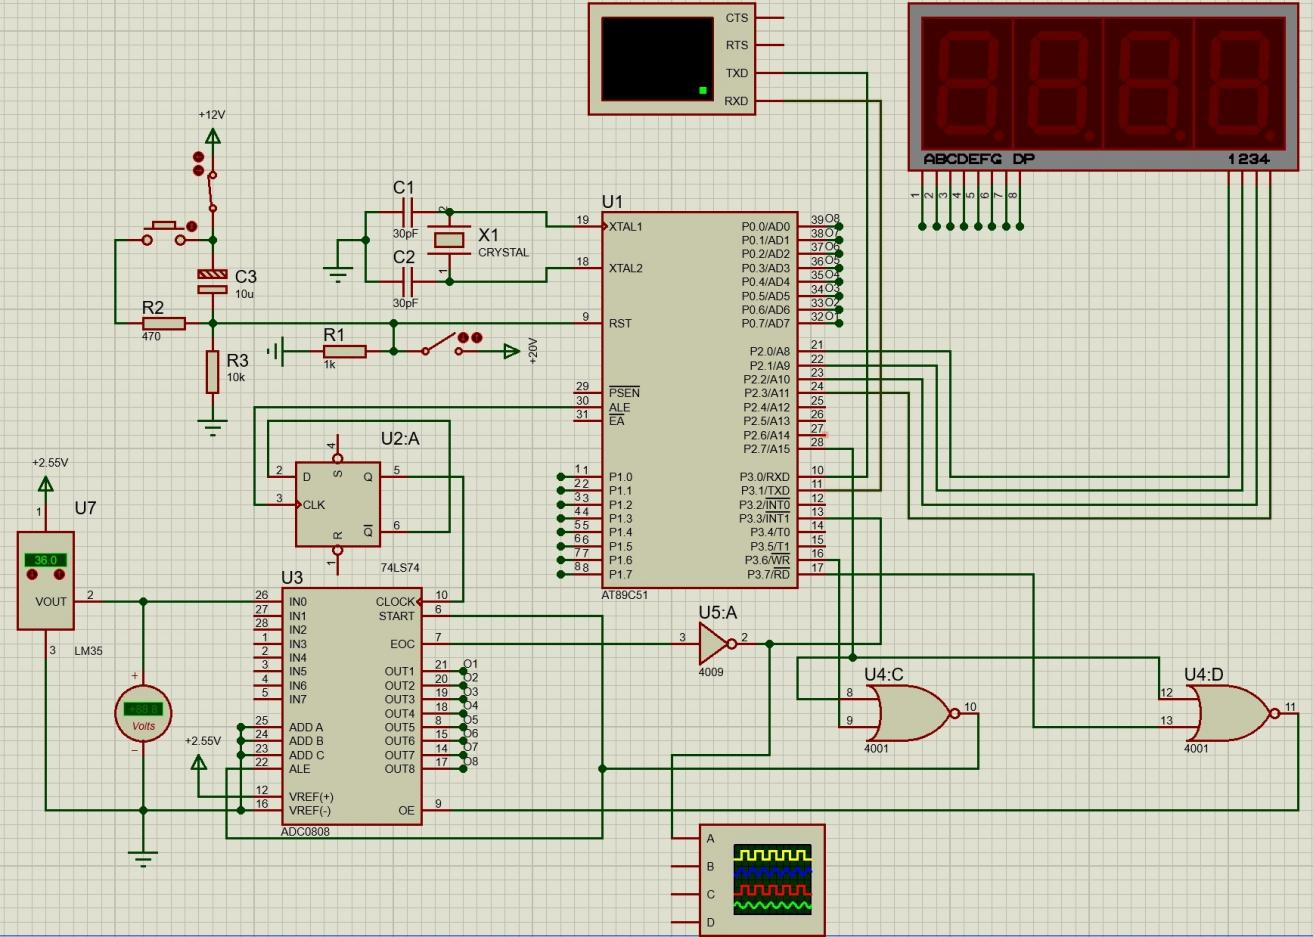 CTS
RTS
TXD
RXD
ABCDEFG DP
1234
1
2
3
4
5
6
7
8
+12V
C3
10u
R2
470
R3
10k
C1
30pF
C2
30pF
2
X1
CRYSTAL
1
R1
1k
+20V
U1
19 XTAL1
18 XTAL2
9 RST
29 PSEN
30 ALE
31 EA
1 1 P1.0
2 2 P1.1
3 3 P1.2
4 4 P1.3
5 5 P1.4
6 6 P1.5
7 7 P1.6
8 8 P1.7
P0.0/AD0 39 O8
P0.1/AD1 38 O7
P0.2/AD2 37 O6
P0.3/AD3 36 O5
P0.4/AD4 35 O4
P0.5/AD5 34 O3
P0.6/AD6 33 O2
P0.7/AD7 32 O1
P2.0/A8 21
P2.1/A9 22
P2.2/A10 23
P2.3/A11 24
P2.4/A12 25
P2.5/A13 26
P2.6/A14 27
P2.7/A15 28
P3.0/RXD 10
P3.1/TXD 11
P3.2/INT0 12
P3.3/INT1 13
P3.4/T0 14
P3.5/T1 15
P3.6/WR 16
P3.7/RD 17
AT89C51
U2:A
4
2 D
S
Q 5
3 CLK
R
Q 6
1
74LS74
+2.55V
1
U7
36.0
VOUT 2
3
LM35
+
+88.8
Volts
−
+2.55V
U3
26 IN0
27 IN1
28 IN2
1 IN3
2 IN4
3 IN5
4 IN6
5 IN7
25 ADD A
24 ADD B
23 ADD C
22 ALE
12 VREF(+)
16 VREF(-)
CLOCK 10
START 6
EOC 7
OUT1 21 O1
OUT2 20 O2
OUT3 19 O3
OUT4 18 O4
OUT5 8 O5
OUT6 15 O6
OUT7 14 O7
OUT8 17 O8
OE 9
ADC0808
U5:A
3 2
4009
U4:C
8
9
10
4001
U4:D
12
13
11
4001
A
B
C
D